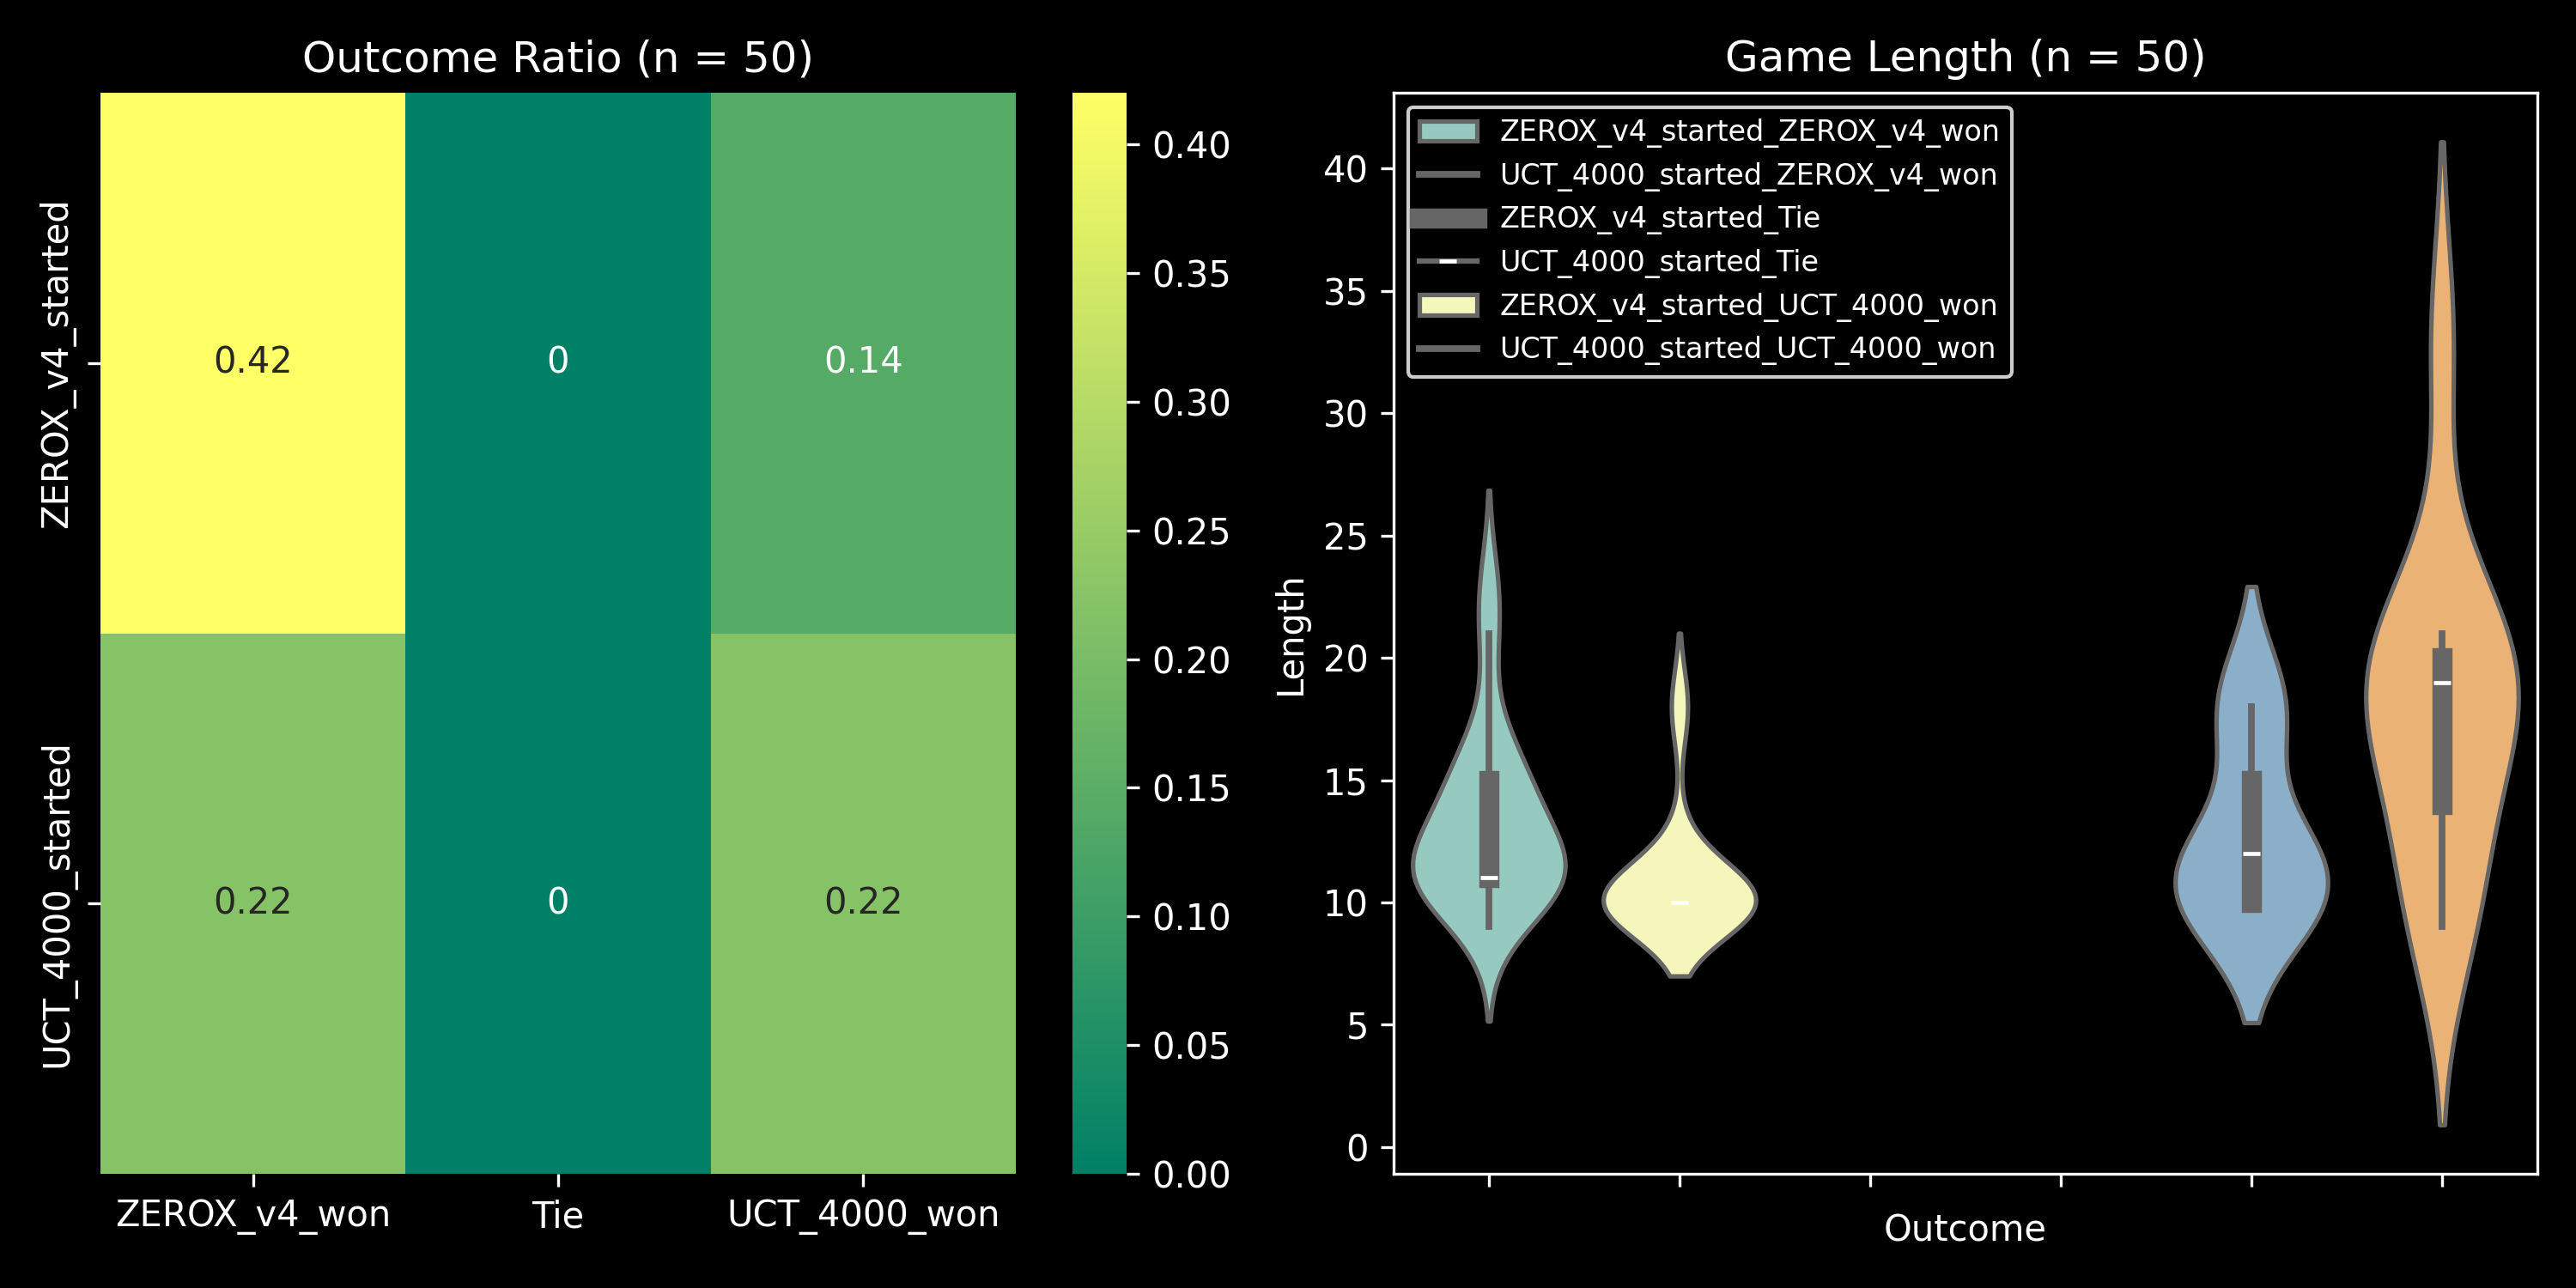 Outcome Ratio (n = 50)
ZEROX_v4_started
UCT_4000_started
0.42
0
0.14
0.22
0
0.22
ZEROX_v4_won
Tie
UCT_4000_won
0.40
0.35
0.30
0.25
0.20
0.15
0.10
0.05
0.00
Game Length (n = 50)
ZEROX_v4_started_ZEROX_v4_won
UCT_4000_started_ZEROX_v4_won
ZEROX_v4_started_Tie
UCT_4000_started_Tie
ZEROX_v4_started_UCT_4000_won
UCT_4000_started_UCT_4000_won
Length
40
35
30
25
20
15
10
5
0
Outcome